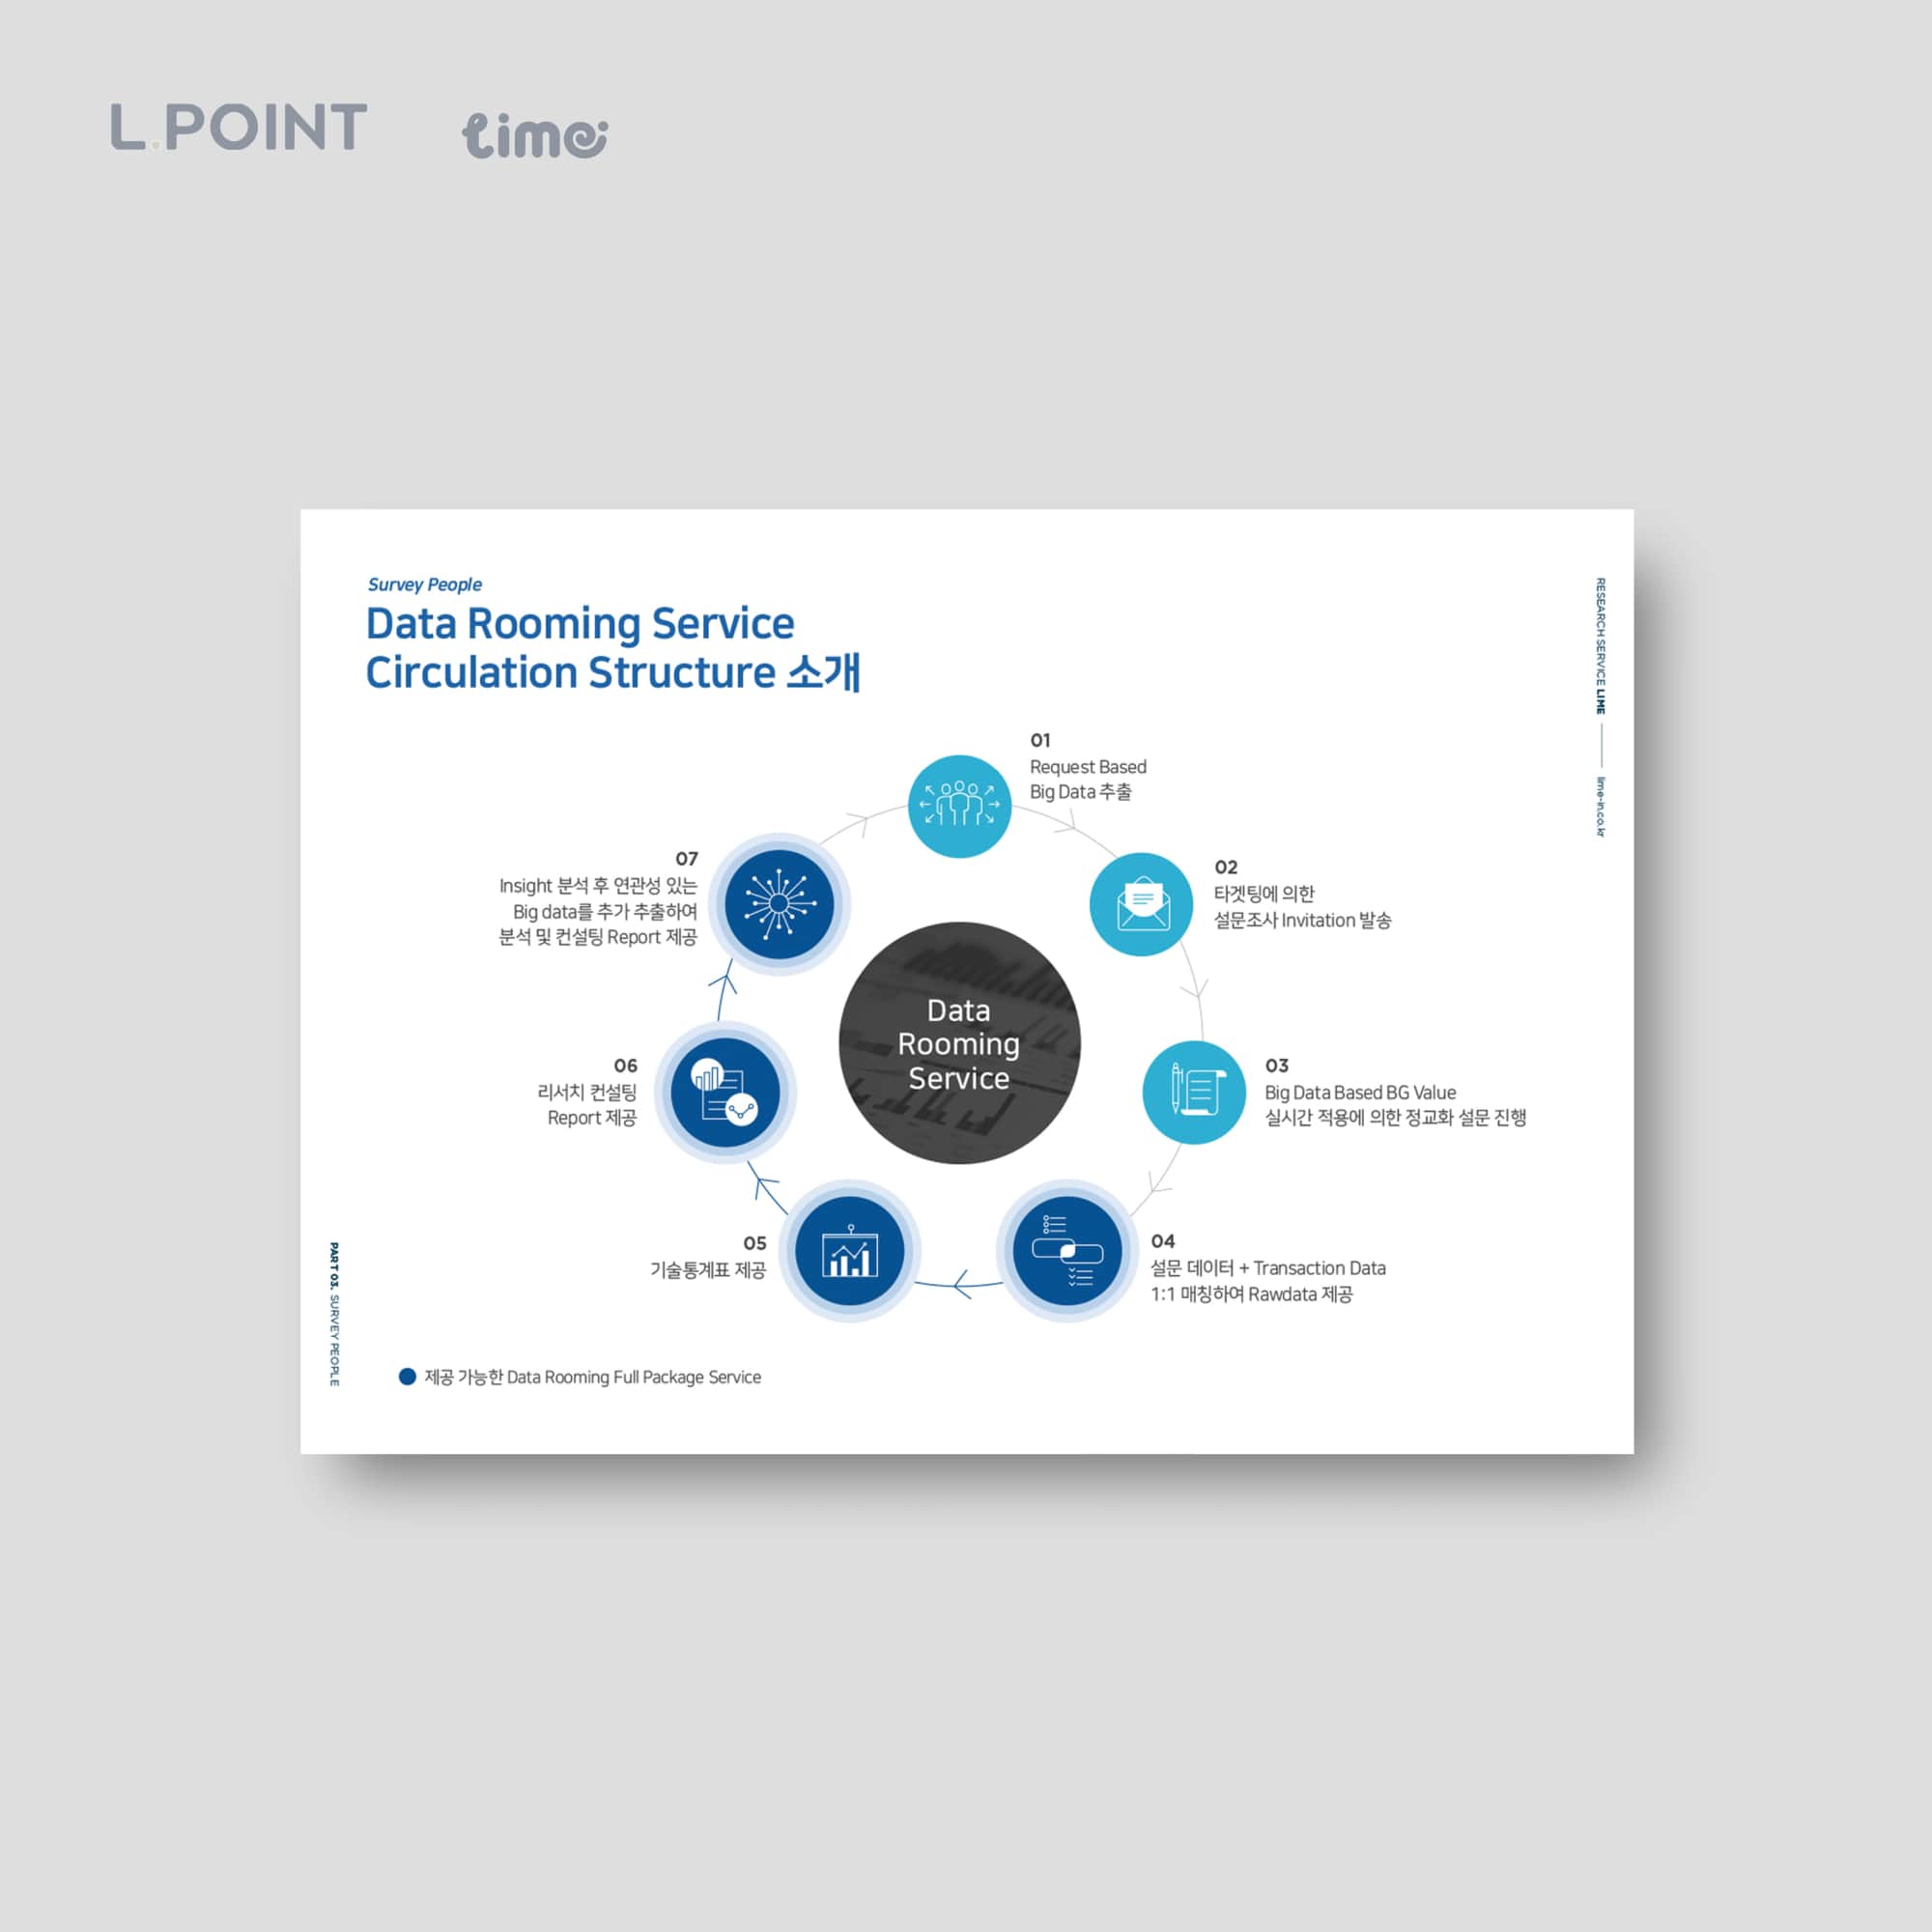 L.POINT
lime
Survey People
Data Rooming Service
Circulation Structure 소개
RESEARCH SERVICE LIME
lime-in.co.kr
01
Request Based
Big Data 추출
02
타겟팅에 의한
설문조사 Invitation 발송
03
Big Data Based BG Value
실시간 적용에 의한 정교화 설문 진행
04
설문 데이터 + Transaction Data
1:1 매칭하여 Rawdata 제공
05
기술통계표 제공
06
리서치 컨설팅
Report 제공
07
Insight 분석 후 연관성 있는
Big data를 추가 추출하여
분석 및 컨설팅 Report 제공
Data
Rooming
Service
제공 가능한 Data Rooming Full Package Service
PART 03. SURVEY PEOPLE